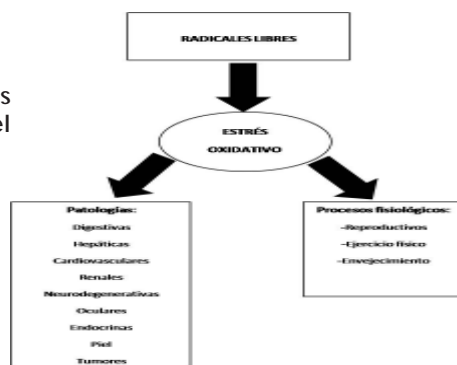 RADICALES LIBRES
s
el
ESTRÉS
OXIDATIVO
Patologías:
Digestivas
Hepáticas
Cardiovasculares
Renales
Neurodegenerativas
Oculares
Endocrinas
Piel
Tumores
Procesos fisiológicos:
-Reproductivos
-Ejercicio físico
-Envejecimiento